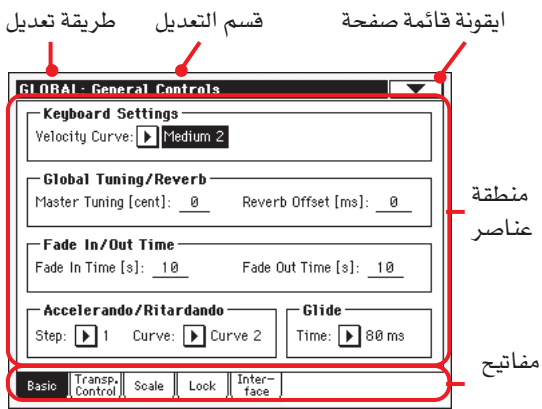 ايقونة قائمة صفحة
قسم التعديل
طريقة تعديل
GLOBAL: General Controls
Keyboard Settings
Velocity Curve: Medium 2
Global Tuning/Reverb
Master Tuning [cent]: 0 Reverb Offset [ms]: 0
منطقة
عناصر
Fade In/Out Time
Fade In Time [s]: 10 Fade Out Time [s]: 10
Accelerando/Ritardando
Step: 1 Curve: Curve 2
Glide
Time: 80 ms
مفاتيح
Basic
Transp.
Control
Scale
Lock
Inter-
face